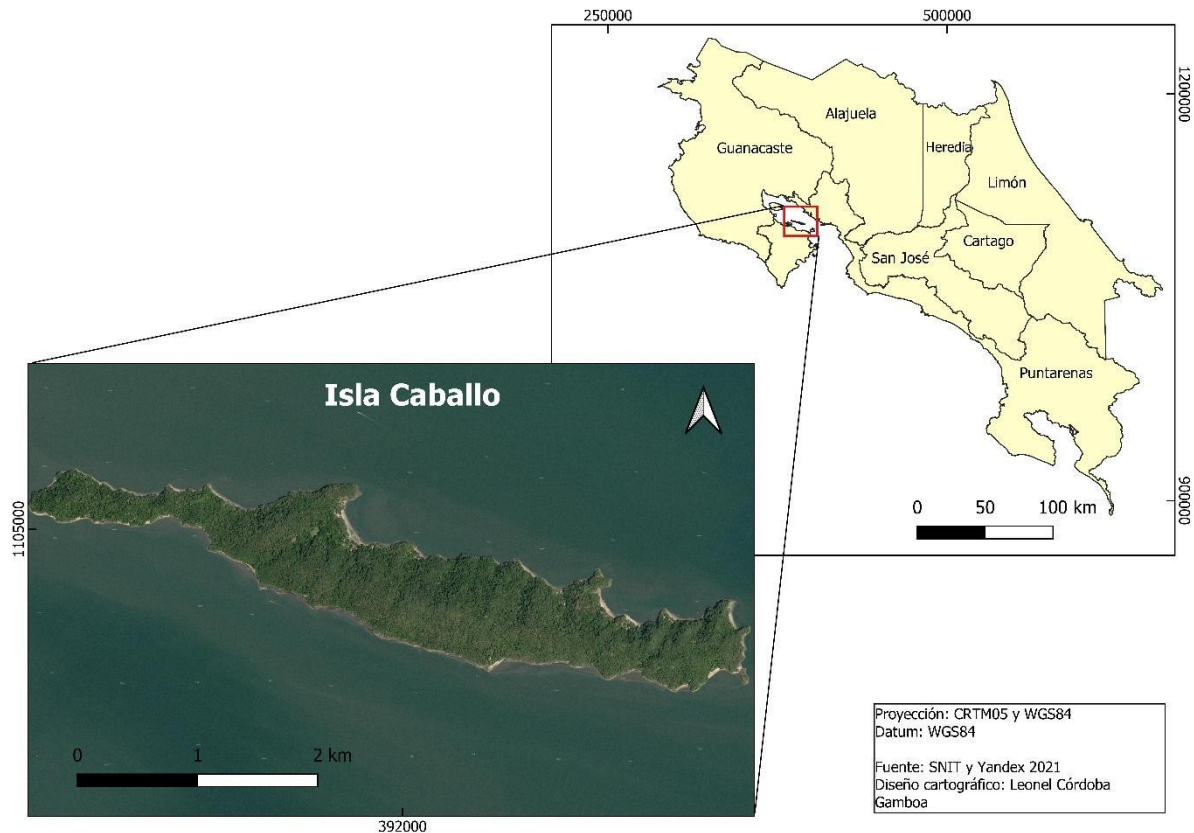 250000
500000
1200000
Alajuela
Guanacaste
Heredia
Limón
Cartago
San José
Puntarenas
0 50 100 km
900000
Isla Caballo
1105000
0 1 2 km
392000
Proyección: CRTM05 y WGS84
Datum: WGS84
Fuente: SNIT y Yandex 2021
Diseño cartográfico: Leonel Córdoba
Gamboa